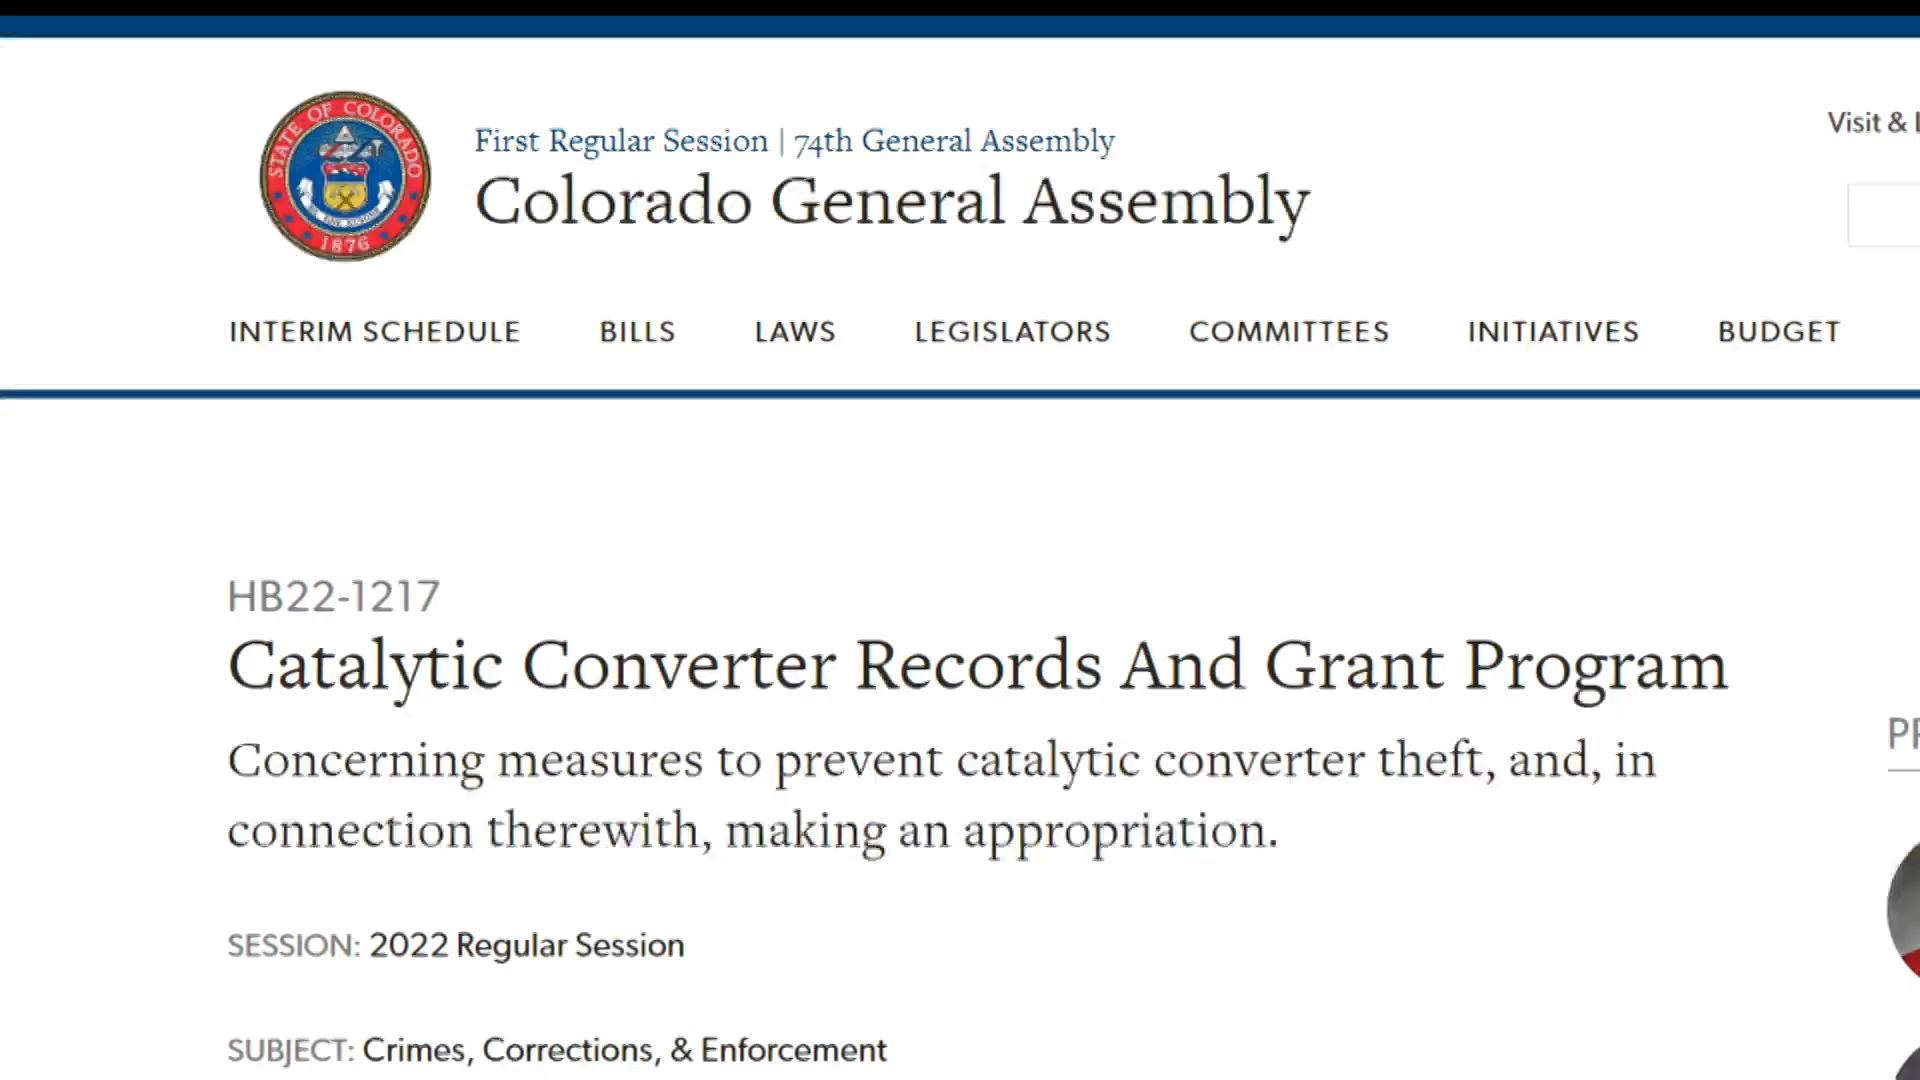 STATE OF COLORADO
1876
First Regular Session | 74th General Assembly
Colorado General Assembly
Visit &
INTERIM SCHEDULE BILLS LAWS LEGISLATORS COMMITTEES INITIATIVES BUDGET
HB22-1217
Catalytic Converter Records And Grant Program
Concerning measures to prevent catalytic converter theft, and, in
connection therewith, making an appropriation.
SESSION: 2022 Regular Session
SUBJECT: Crimes, Corrections, & Enforcement